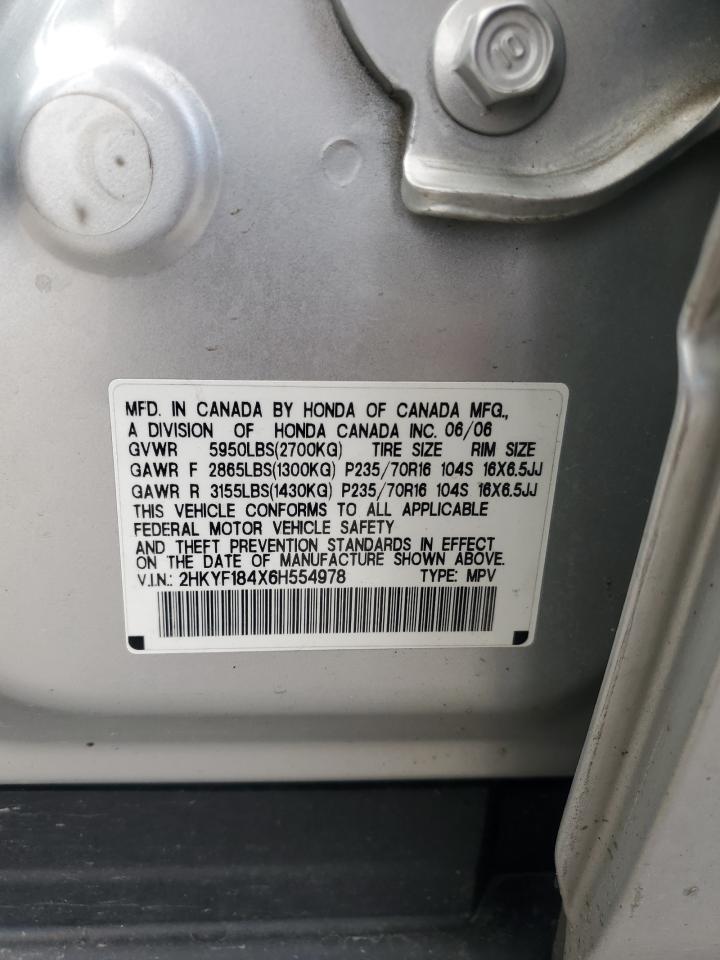 10
MFD. IN CANADA BY HONDA OF CANADA MFG.,
A DIVISION OF HONDA CANADA INC. 06/06
GVWR 5950LBS(2700KG) TIRE SIZE RIM SIZE
GAWR F 2865LBS(1300KG) P235/70R16 104S 16X6.5JJ
GAWR R 3155LBS(1430KG) P235/70R16 104S 16X6.5JJ
THIS VEHICLE CONFORMS TO ALL APPLICABLE
FEDERAL MOTOR VEHICLE SAFETY
AND THEFT PREVENTION STANDARDS IN EFFECT
ON THE DATE OF MANUFACTURE SHOWN ABOVE.
V.I.N.: 2HKYF184X6H554978 TYPE: MPV